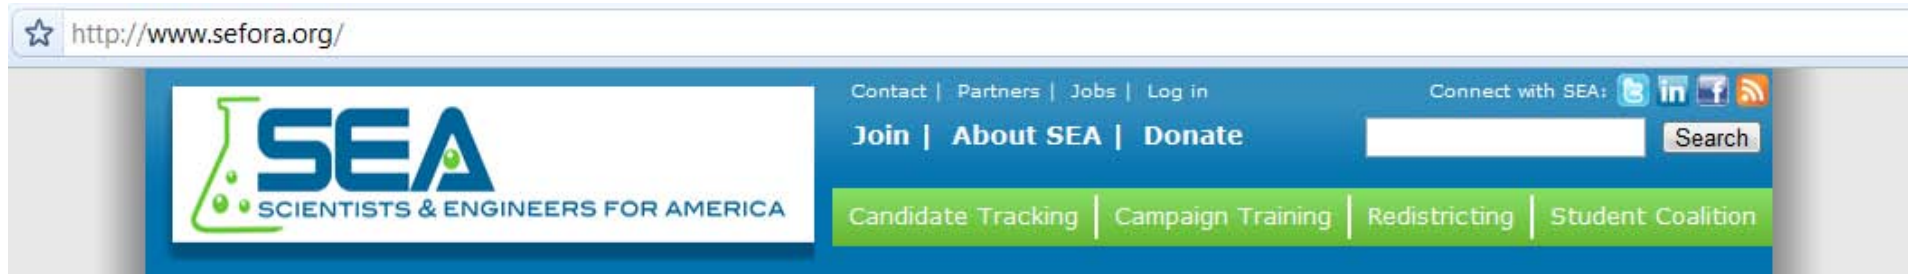 http://www.sefora.org/
Contact | Partners | Jobs | Log in
Connect with SEA:
Join | About SEA | Donate
Search
SEA
SCIENTISTS & ENGINEERS FOR AMERICA
Candidate Tracking | Campaign Training | Redistricting | Student Coalition